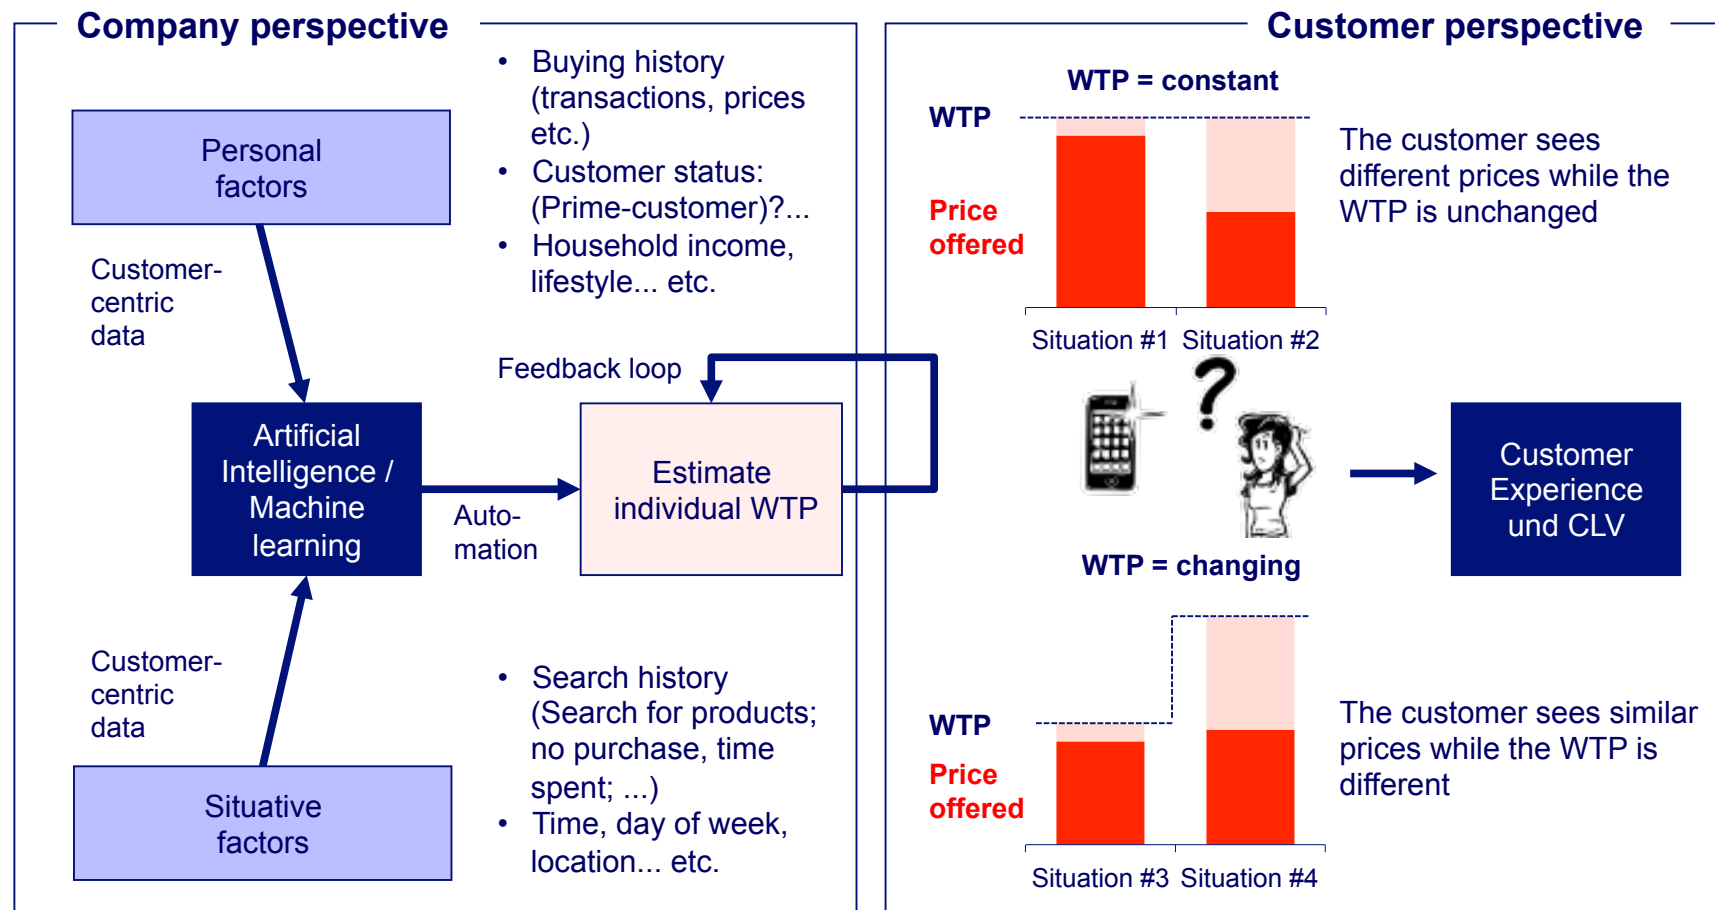 Company perspective
Personal
factors
Customer-
centric
data
• Buying history
(transactions, prices
etc.)
• Customer status:
(Prime-customer)?...
• Household income,
lifestyle... etc.
Feedback loop
Artificial
Intelligence /
Machine
learning
Auto-
mation
Estimate
individual WTP
Customer-
centric
data
Situative
factors
• Search history
(Search for products;
no purchase, time
spent; ...)
• Time, day of week,
location... etc.
Customer perspective
WTP = constant
WTP
Price
offered
Situation #1
Situation #2
The customer sees
different prices while the
WTP is unchanged
?
Customer
Experience
und CLV
WTP = changing
WTP
Price
offered
Situation #3
Situation #4
The customer sees similar
prices while the WTP is
different